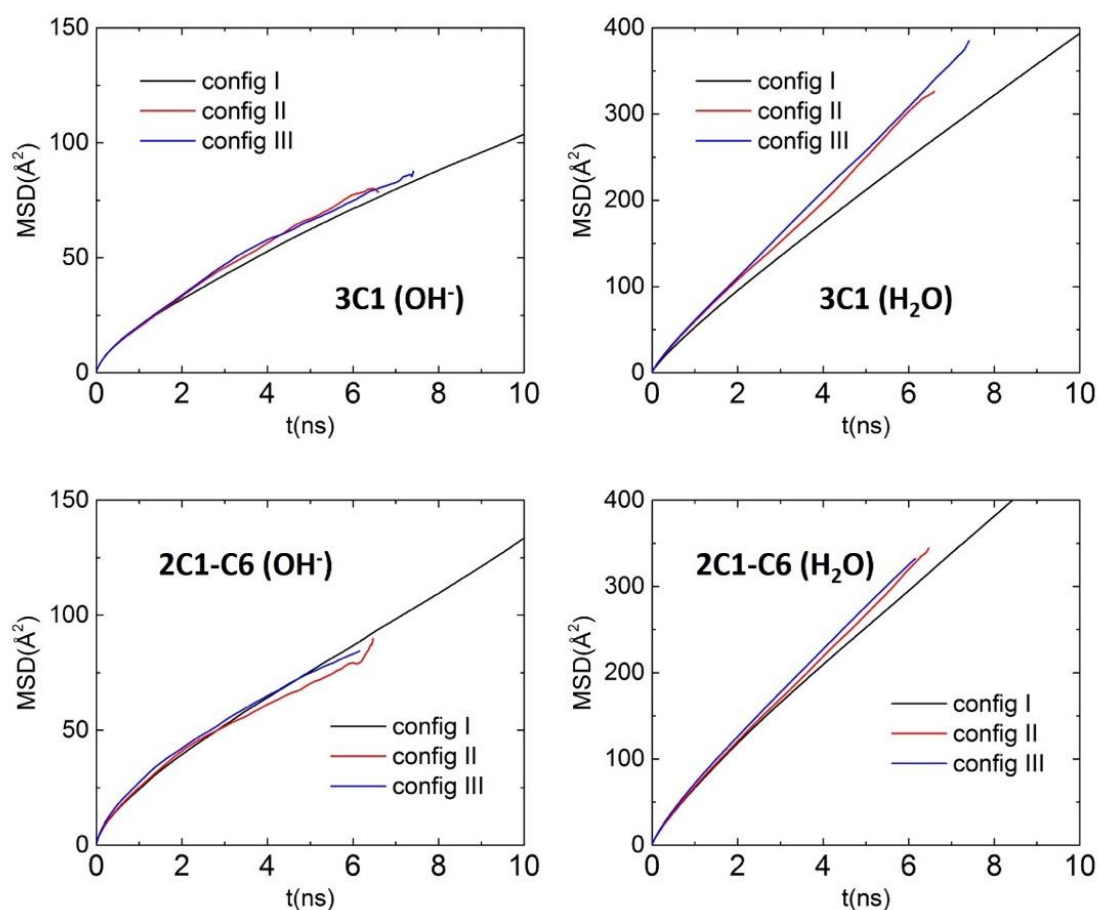 150
100
50
0
MSD(Å²)
config I
config II
config III
3C1 (OH⁻)
0 2 4 6 8 10
t(ns)
400
300
200
100
0
MSD(Å²)
config I
config II
config III
3C1 (H₂O)
0 2 4 6 8 10
t(ns)
150
100
50
0
MSD(Å²)
2C1-C6 (OH⁻)
config I
config II
config III
0 2 4 6 8 10
t(ns)
400
300
200
100
0
MSD(Å²)
2C1-C6 (H₂O)
config I
config II
config III
0 2 4 6 8 10
t(ns)